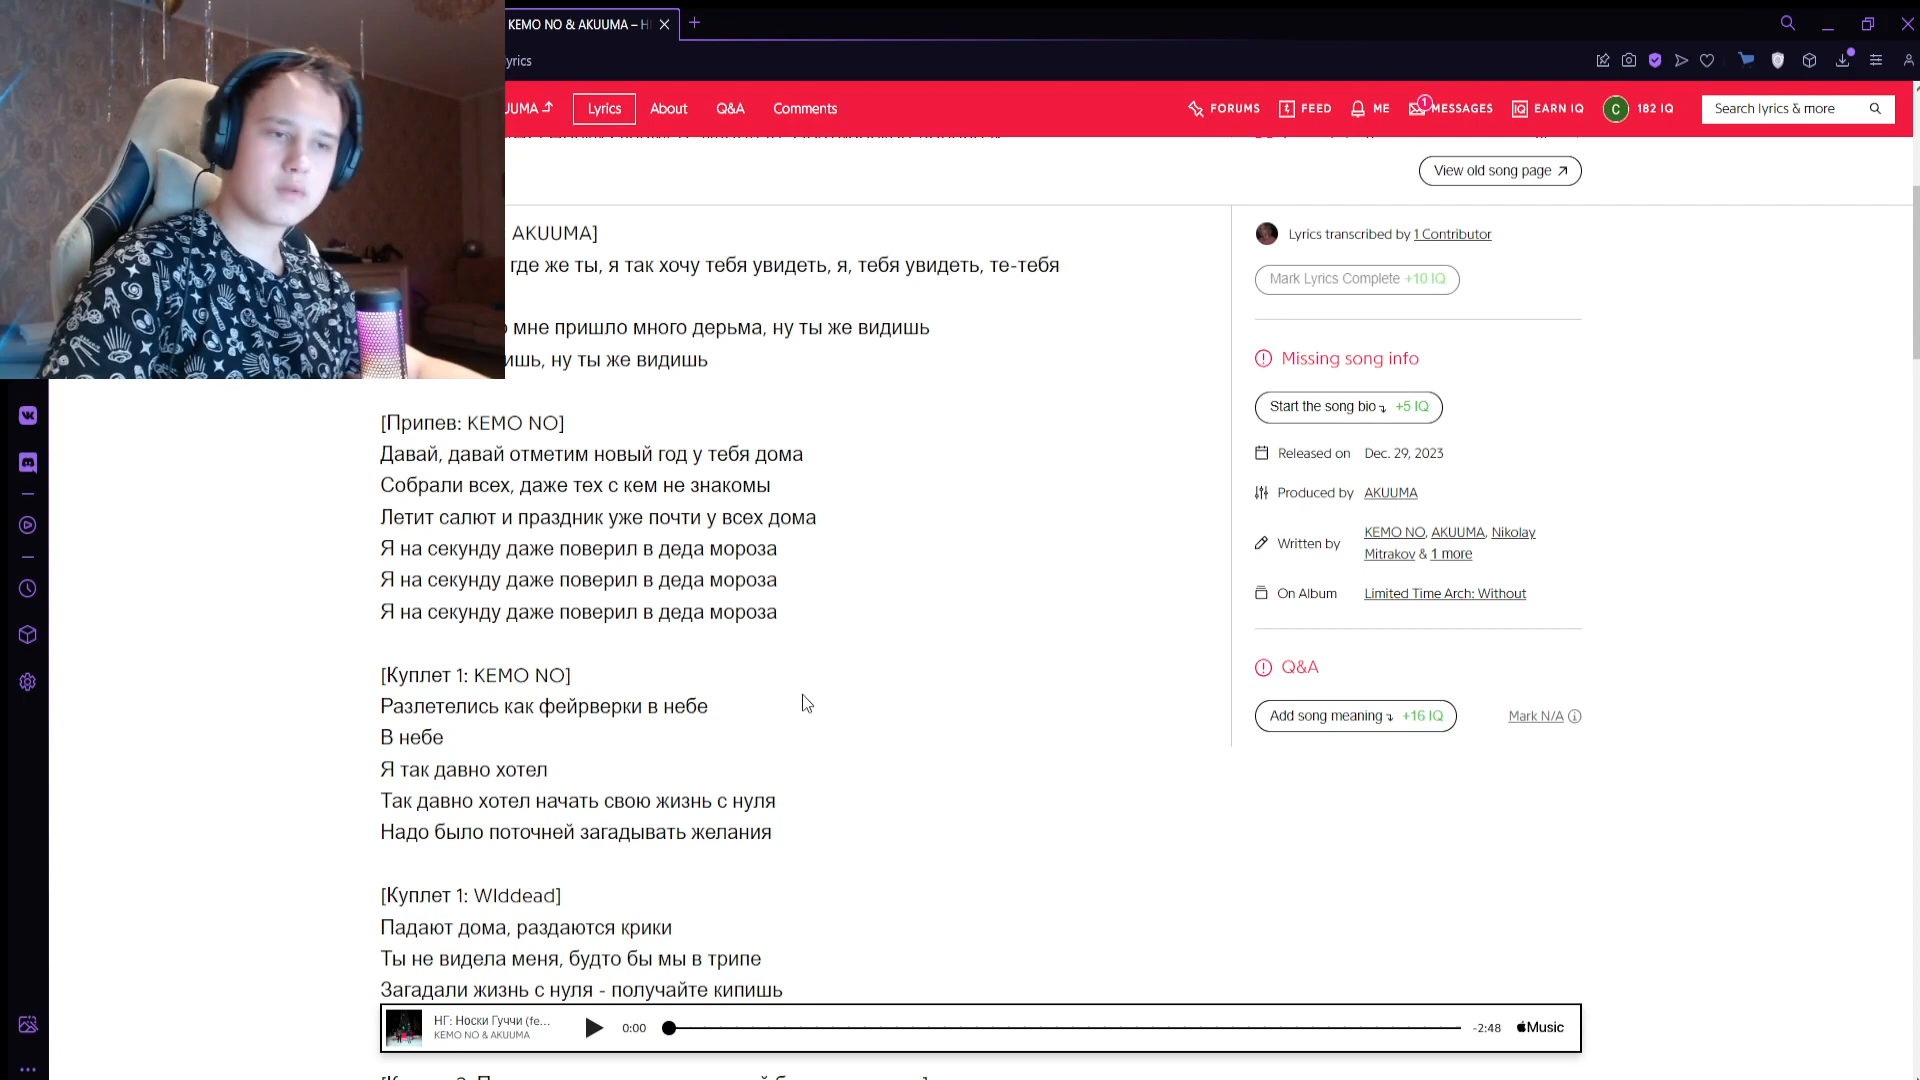 KEMO NO & AKUUMA – Н
yrics
UUMA
Lyrics
About
Q&A
Comments
FORUMS
FEED
ME
1
MESSAGES
EARN IQ
C
182 IQ
Search lyrics & more
View old song page
AKUUMA]
где же ты, я так хочу тебя увидеть, я, тебя увидеть, те-тебя
мне пришло много дерьма, ну ты же видишь
ишь, ну ты же видишь
[Припев: KEMO NO]
Давай, давай отметим новый год у тебя дома
Собрали всех, даже тех с кем не знакомы
Летит салют и праздник уже почти у всех дома
Я на секунду даже поверил в деда мороза
Я на секунду даже поверил в деда мороза
Я на секунду даже поверил в деда мороза
[Куплет 1: KEMO NO]
Разлетелись как фейрверки в небе
В небе
Я так давно хотел
Так давно хотел начать свою жизнь с нуля
Надо было поточней загадывать желания
[Куплет 1: WIddead]
Падают дома, раздаются крики
Ты не видела меня, будто бы мы в трипе
Загадали жизнь с нуля - получайте кипишь
Lyrics transcribed by 1 Contributor
Mark Lyrics Complete +10 IQ
Missing song info
Start the song bio +5 IQ
Released on Dec. 29, 2023
Produced by AKUUMA
Written by KEMO NO, AKUUMA, Nikolay
Mitrakov & 1 more
On Album Limited Time Arch: Without
Q&A
Add song meaning +16 IQ
Mark N/A
НГ: Носки Гуччи (fe...
KEMO NO & AKUUMA
0:00
-2:48
Music